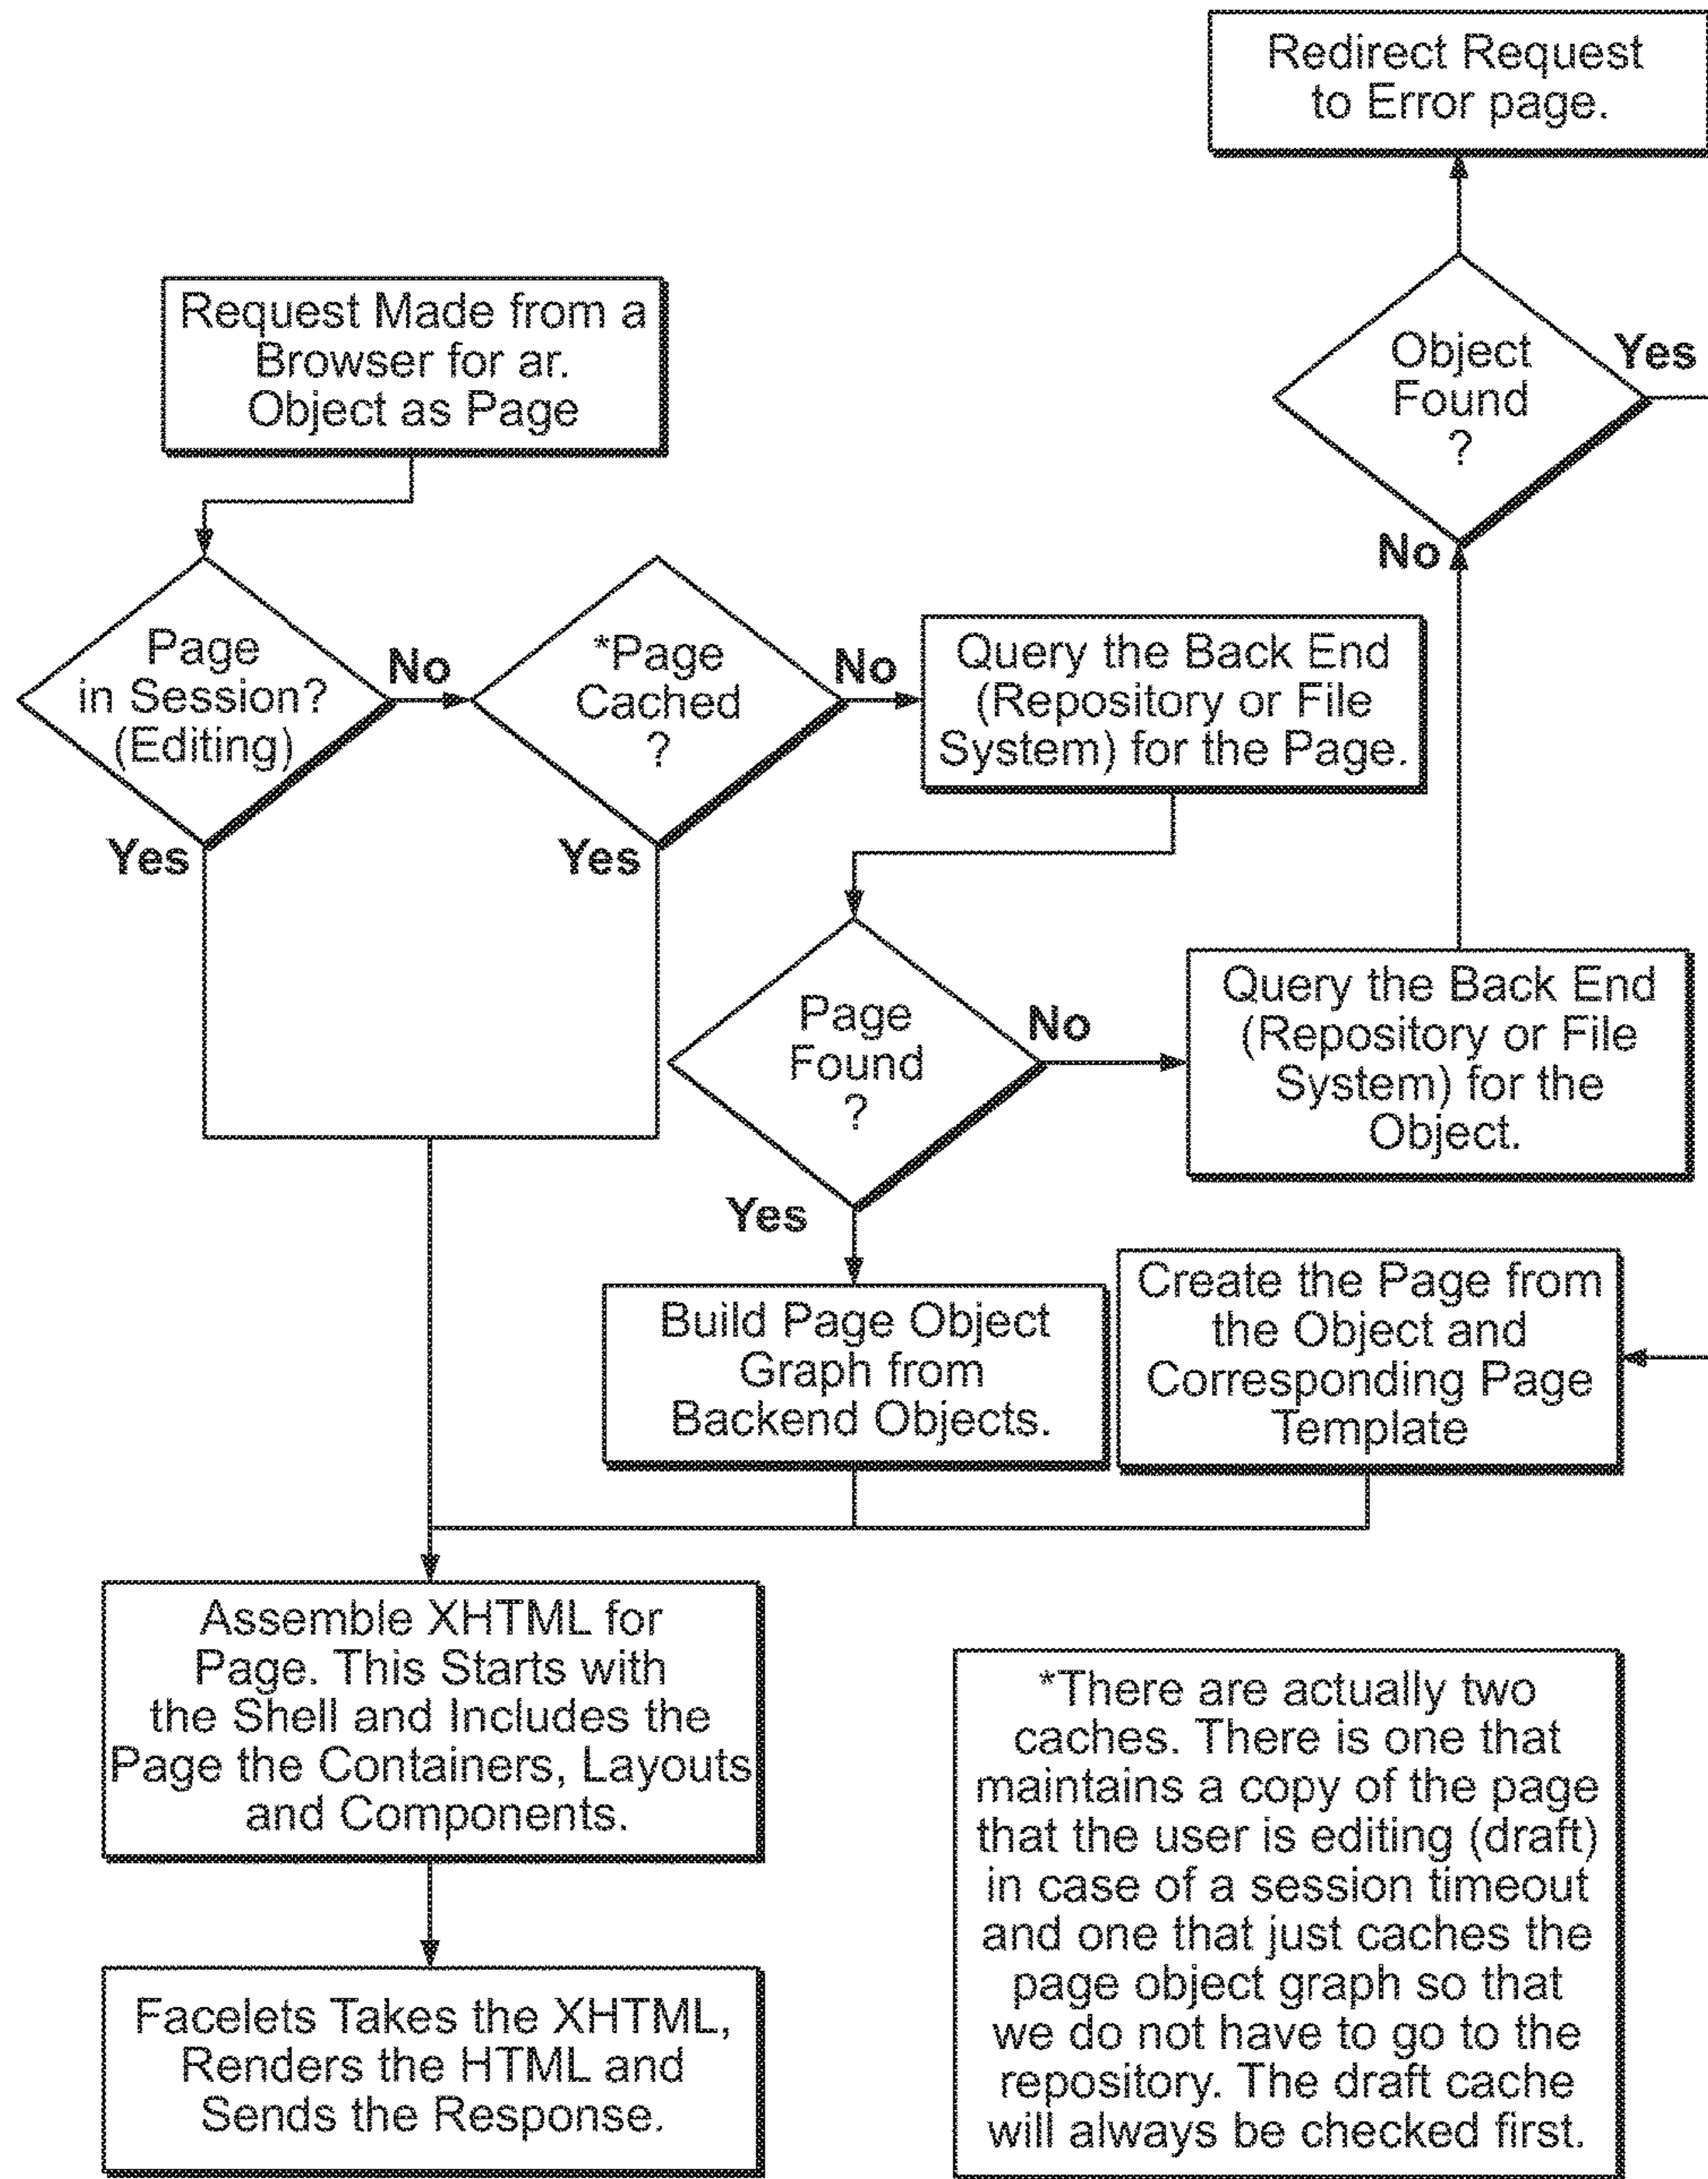 Redirect Request
to Error page.
Request Made from a
Browser for ar.
Object as Page
Object
Found
?
Yes
No
Page
in Session?
(Editing)
No
Yes
*Page
Cached
?
No
Yes
Query the Back End
(Repository or File
System) for the Page.
Page
Found
?
No
Yes
Query the Back End
(Repository or File
System) for the
Object.
Build Page Object
Graph from
Backend Objects.
Create the Page from
the Object and
Corresponding Page
Template
Assemble XHTML for
Page. This Starts with
the Shell and Includes the
Page the Containers, Layouts
and Components.
Facelets Takes the XHTML,
Renders the HTML and
Sends the Response.
*There are actually two
caches. There is one that
maintains a copy of the page
that the user is editing (draft)
in case of a session timeout
and one that just caches the
page object graph so that
we do not have to go to the
repository. The draft cache
will always be checked first.